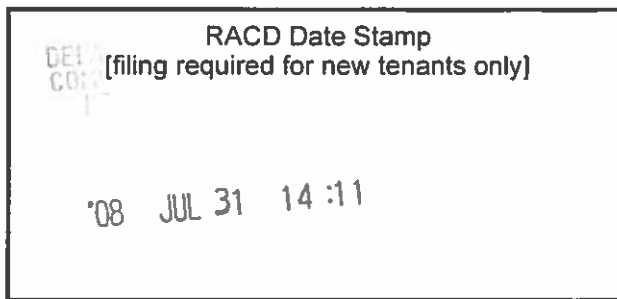 RACD Date Stamp
[filing required for new tenants only]
'08 JUL 31 14:11